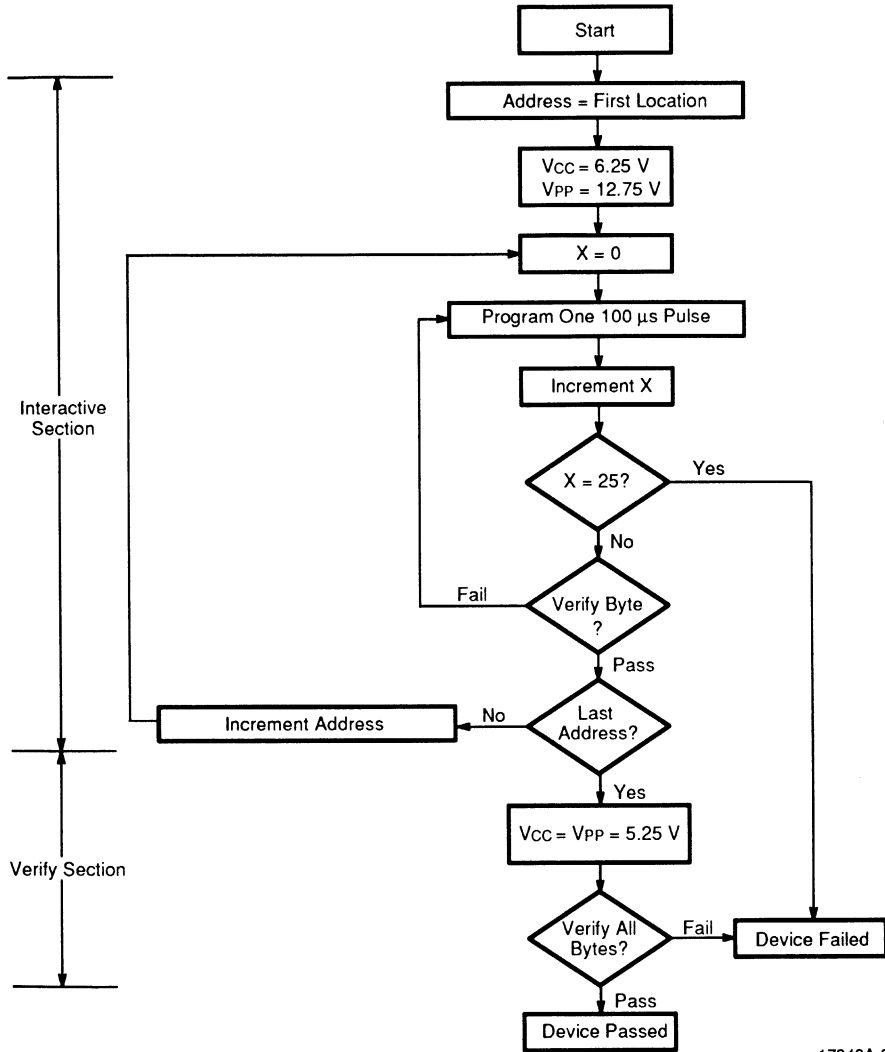 Start
Address = First Location
VCC = 6.25 V
VPP = 12.75 V
X = 0
Program One 100 μs Pulse
Increment X
Interactive
Section
X = 25?
Yes
No
Fail
Verify Byte
?
Pass
Increment Address
No
Last
Address?
Yes
VCC = VPP = 5.25 V
Verify Section
Verify All
Bytes?
Fail
Device Failed
Pass
Device Passed